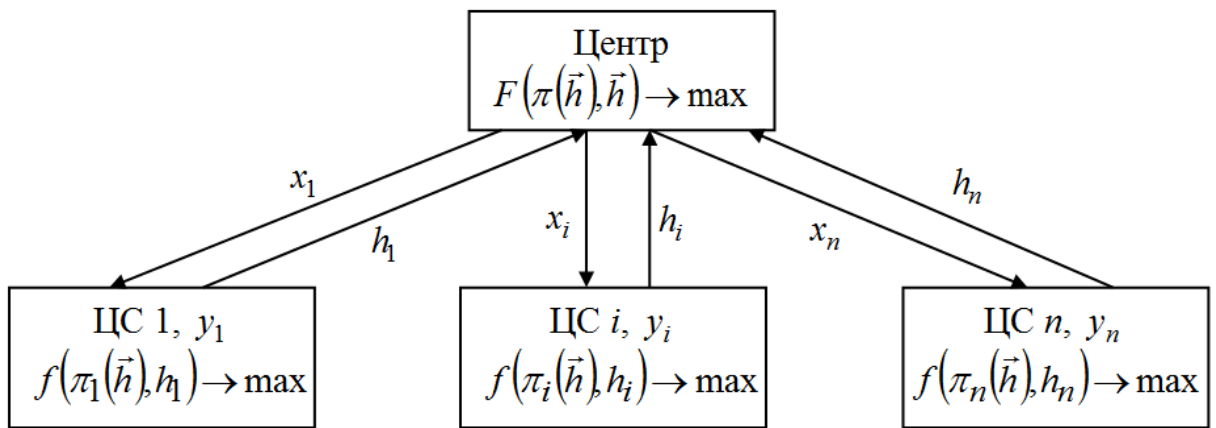 Центр
F(π(h⃗),h⃗)→max
x₁
h₁
xᵢ
hᵢ
xₙ
hₙ
ЦС 1, y₁
f(π₁(h⃗),h₁)→max
ЦС i, yᵢ
f(πᵢ(h⃗),hᵢ)→max
ЦС n, yₙ
f(πₙ(h⃗),hₙ)→max